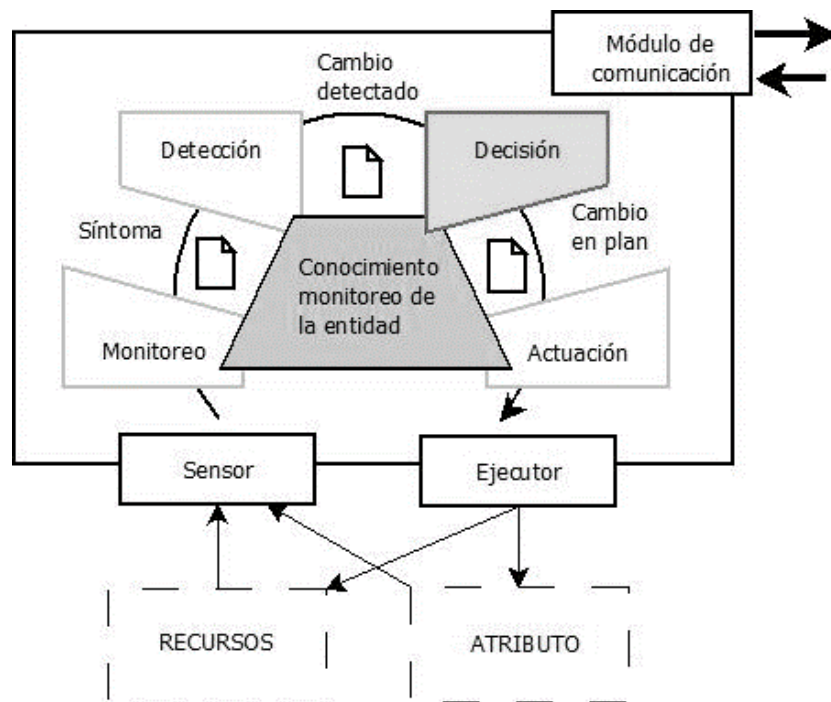 Módulo de
comunicación
Cambio
detectado
Detección
Decisión
Síntoma
Cambio
en plan
Conocimiento
monitoreo de
la entidad
Monitoreo
Actuación
Sensor
Ejecutor
RECURSOS
ATRIBUTO